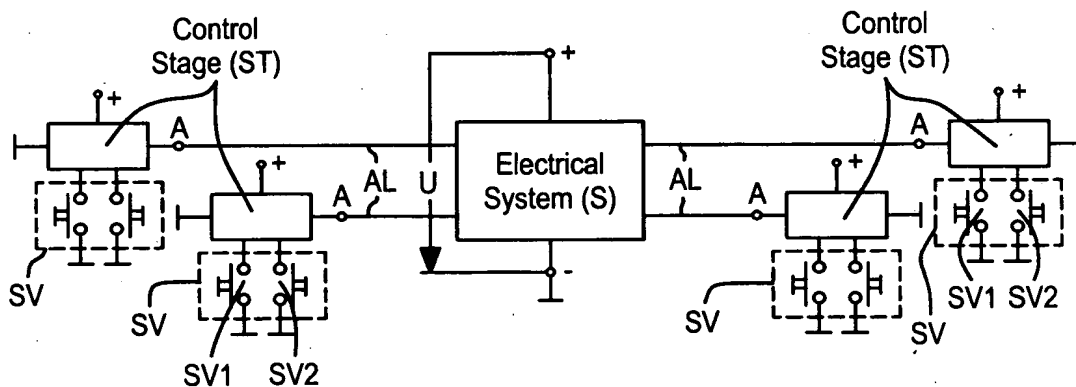 Control
Stage (ST)
+
Control
Stage (ST)
+
+
A
A
+
A
AL
U
Electrical
System (S)
AL
+
A
SV
SV
SV1
SV2
-
SV
SV
SV1
SV2